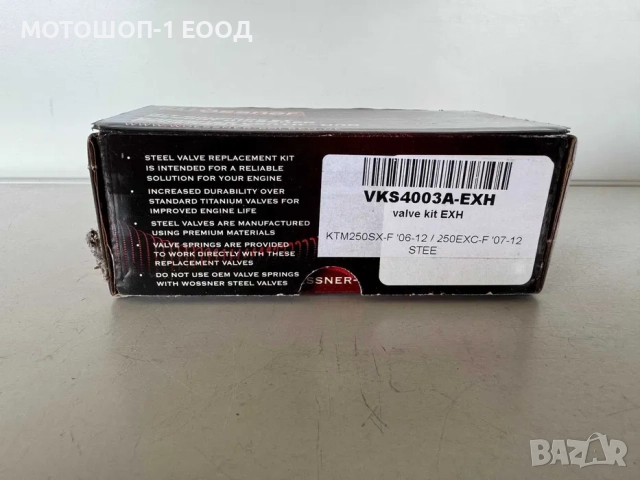 МОТОШОП-1 ЕООД
• STEEL VALVE REPLACEMENT KIT
IS INTENDED FOR A RELIABLE
SOLUTION FOR YOUR ENGINE
• INCREASED DURABILITY OVER
STANDARD TITANIUM VALVES FOR
IMPROVED ENGINE LIFE
• STEEL VALVES ARE MANUFACTURED
USING PREMIUM MATERIALS
• VALVE SPRINGS ARE PROVIDED
TO WORK DIRECTLY WITH THESE
REPLACEMENT VALVES
• DO NOT USE OEM VALVE SPRINGS
WITH WOSSNER STEEL VALVES
VKS4003A-EXH
valve kit EXH
KTM250SX-F '06-12 / 250EXC-F '07-12
STEE
SSNER-
BAZAR